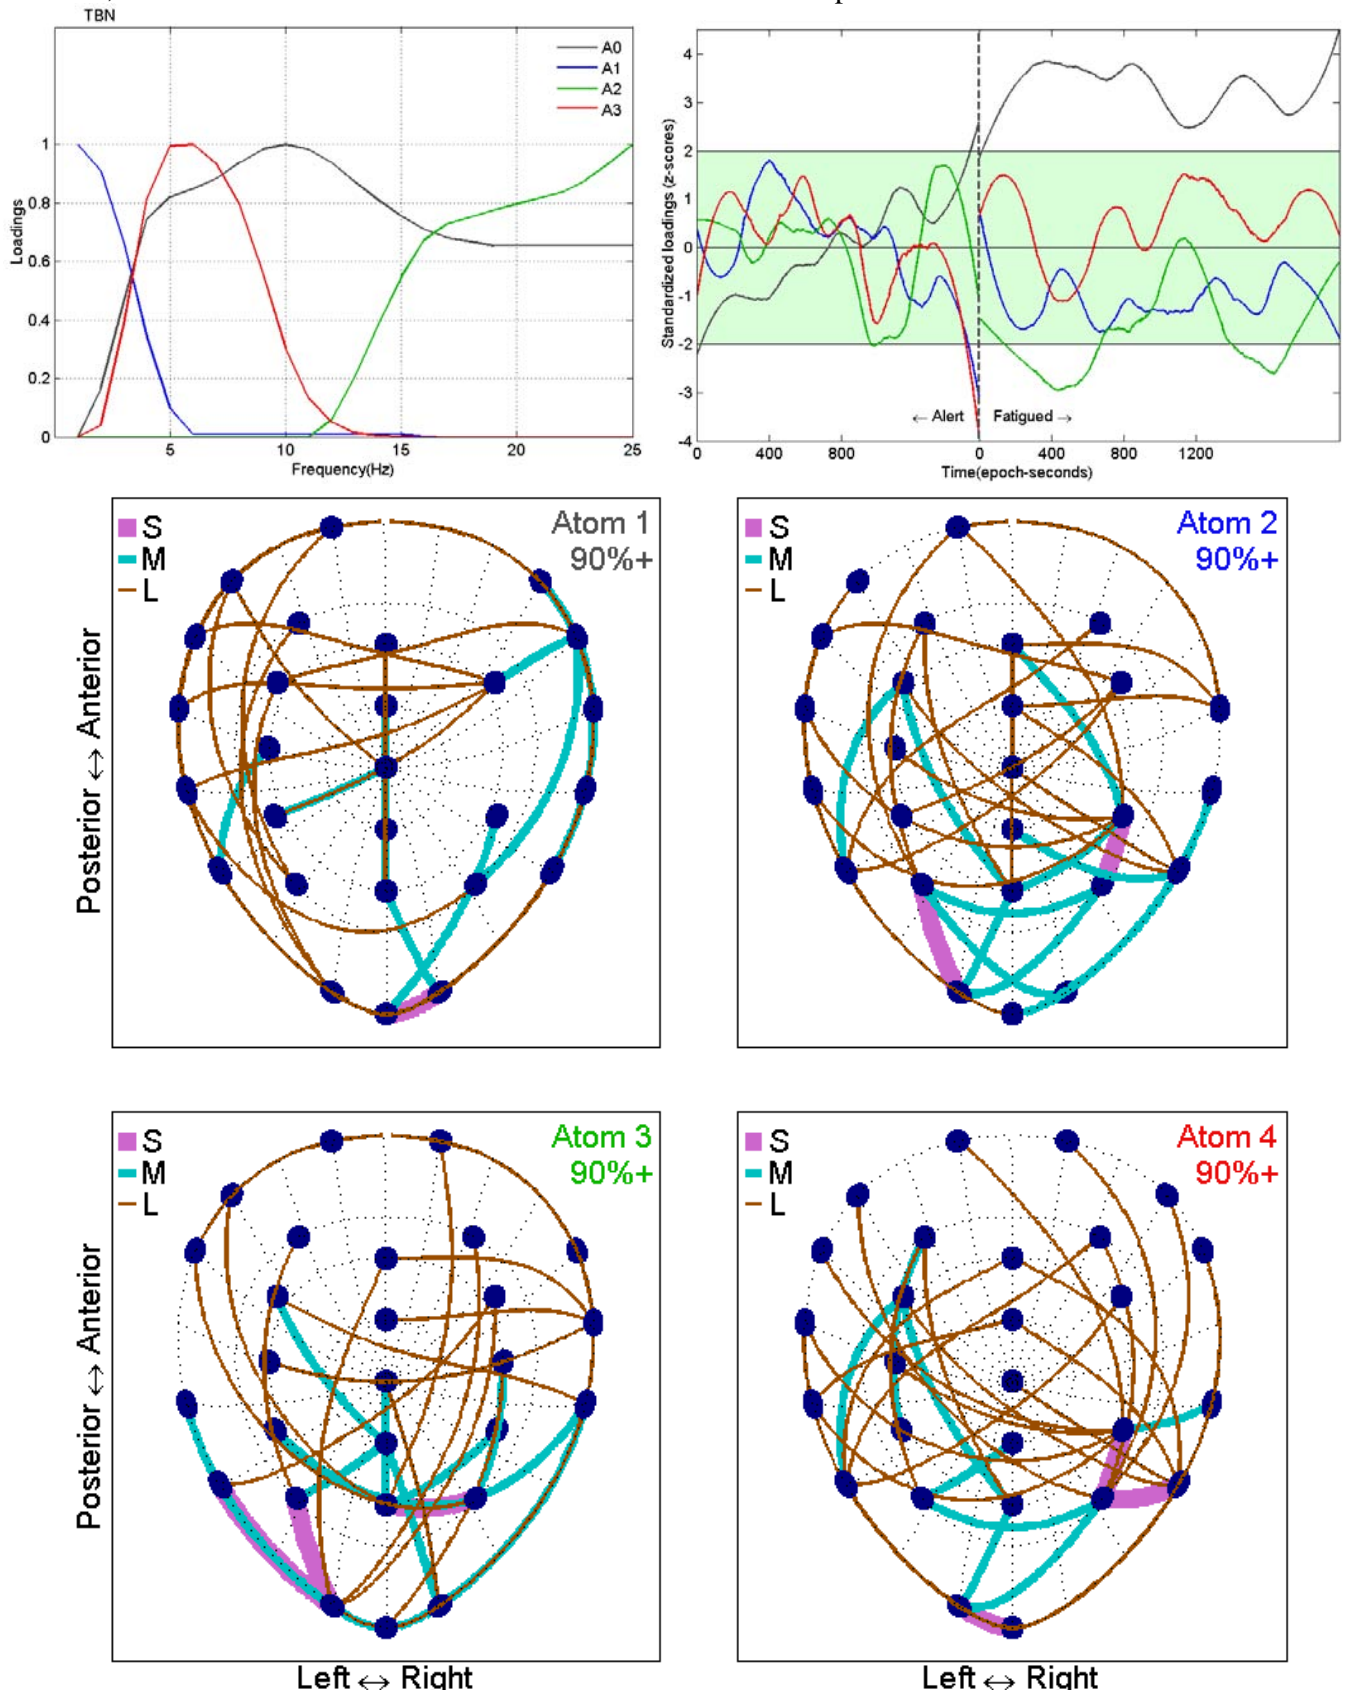 TBN
A0
A1
A2
A3
1
0.8
0.6
0.4
0.2
0
Loadings
5 10 15 20 25
Frequency(Hz)
4
3
2
1
0
-1
-2
-3
-4
Standardized loadings (z-scores)
← Alert Fatigued →
0 400 800 0 400 800 1200
Time(epoch-seconds)
S
M
L
Atom 1
90%+
Posterior ↔ Anterior
S
M
L
Atom 2
90%+
S
M
L
Atom 3
90%+
Posterior ↔ Anterior
Left ↔ Right
S
M
L
Atom 4
90%+
Left ↔ Right